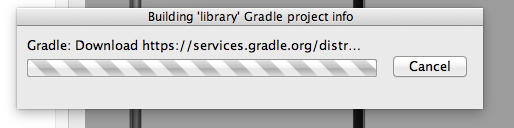 Building 'library' Gradle project info
Gradle: Download https://services.gradle.org/distr...
Cancel